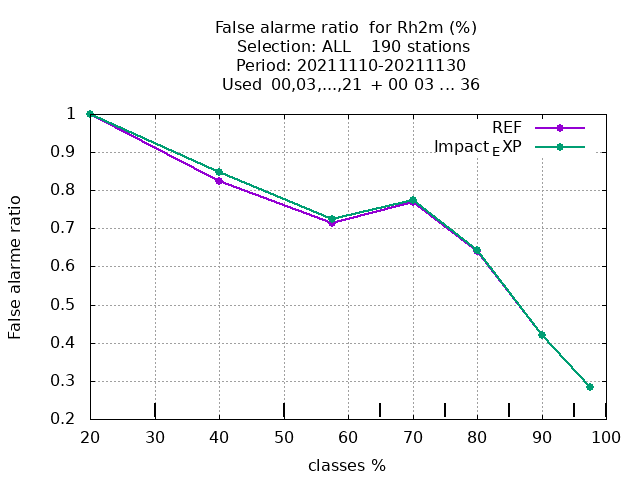 False alarme ratio  for Rh2m (%)
Selection: ALL    190 stations
Period: 20211110-20211130
Used  00,03,...,21  + 00 03 ... 36
REF
Impact_EXP
1
0.9
0.8
0.7
0.6
0.5
0.4
0.3
0.2
False alarme ratio
20 30 40 50 60 70 80 90 100
classes %